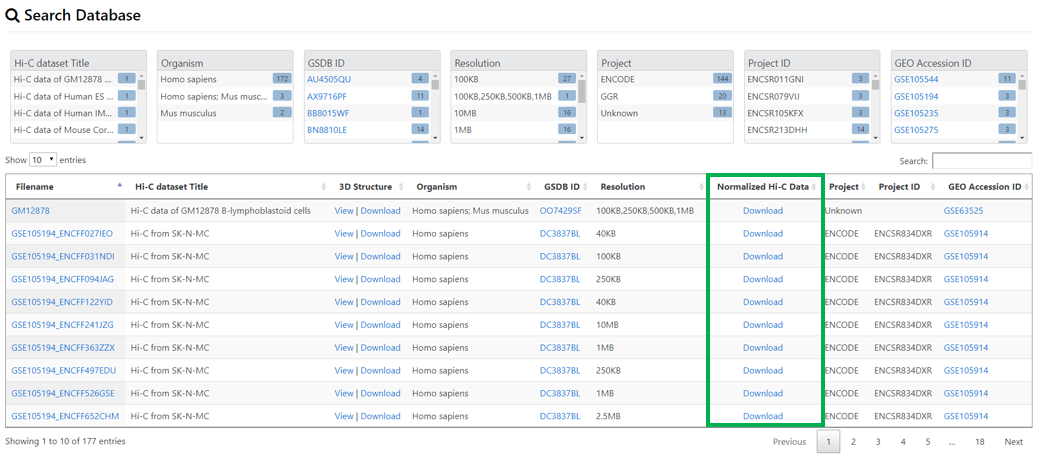 Search Database
Hi-C dataset Title Organism GSDB ID Resolution Project Project ID GEO Accession ID
Hi-C data of GM12878 ... 1 Homo sapiens 172 AU4505QU 4 100KB 27 ENCODE 144 ENCSR011GNI 3 GSE105544 11
Hi-C data of Human ES ... 1 Homo sapiens; Mus musc... 3 AX9716PF 11 100KB,250KB,500KB,1MB 1 GGR 20 ENCSR079VIJ 3 GSE105194 3
Hi-C data of Human IM... 1 Mus musculus 2 BB8015WF 1 10MB 16 Unknown 13 ENCSR105KFX 3 GSE105235 3
Hi-C data of Mouse Cor... 1 BN8810LE 14 1MB 16 ENCSR213DHH 14 GSE105275 3
Show 10 entries Search:
Filename Hi-C dataset Title 3D Structure Organism GSDB ID Resolution Normalized Hi-C Data Project Project ID GEO Accession ID
GM12878 Hi-C data of GM12878 B-lymphoblastoid cells View | Download Homo sapiens; Mus musculus OO7429SF 100KB,250KB,500KB,1MB Download Unknown GSE63525
GSE105194_ENCFF027IEO Hi-C from SK-N-MC View | Download Homo sapiens DC3837BL 40KB Download ENCODE ENCSR834DXR GSE105914
GSE105194_ENCFF031NDI Hi-C from SK-N-MC View | Download Homo sapiens DC3837BL 100KB Download ENCODE ENCSR834DXR GSE105914
GSE105194_ENCFF094JAG Hi-C from SK-N-MC View | Download Homo sapiens DC3837BL 250KB Download ENCODE ENCSR834DXR GSE105914
GSE105194_ENCFF122YID Hi-C from SK-N-MC View | Download Homo sapiens DC3837BL 40KB Download ENCODE ENCSR834DXR GSE105914
GSE105194_ENCFF241JZG Hi-C from SK-N-MC View | Download Homo sapiens DC3837BL 10MB Download ENCODE ENCSR834DXR GSE105914
GSE105194_ENCFF363ZZX Hi-C from SK-N-MC View | Download Homo sapiens DC3837BL 1MB Download ENCODE ENCSR834DXR GSE105914
GSE105194_ENCFF497EDU Hi-C from SK-N-MC View | Download Homo sapiens DC3837BL 250KB Download ENCODE ENCSR834DXR GSE105914
GSE105194_ENCFF526GSE Hi-C from SK-N-MC View | Download Homo sapiens DC3837BL 1MB Download ENCODE ENCSR834DXR GSE105914
GSE105194_ENCFF652CHM Hi-C from SK-N-MC View | Download Homo sapiens DC3837BL 2.5MB Download ENCODE ENCSR834DXR GSE105914
Showing 1 to 10 of 177 entries Previous 1 2 3 4 5 ... 18 Next